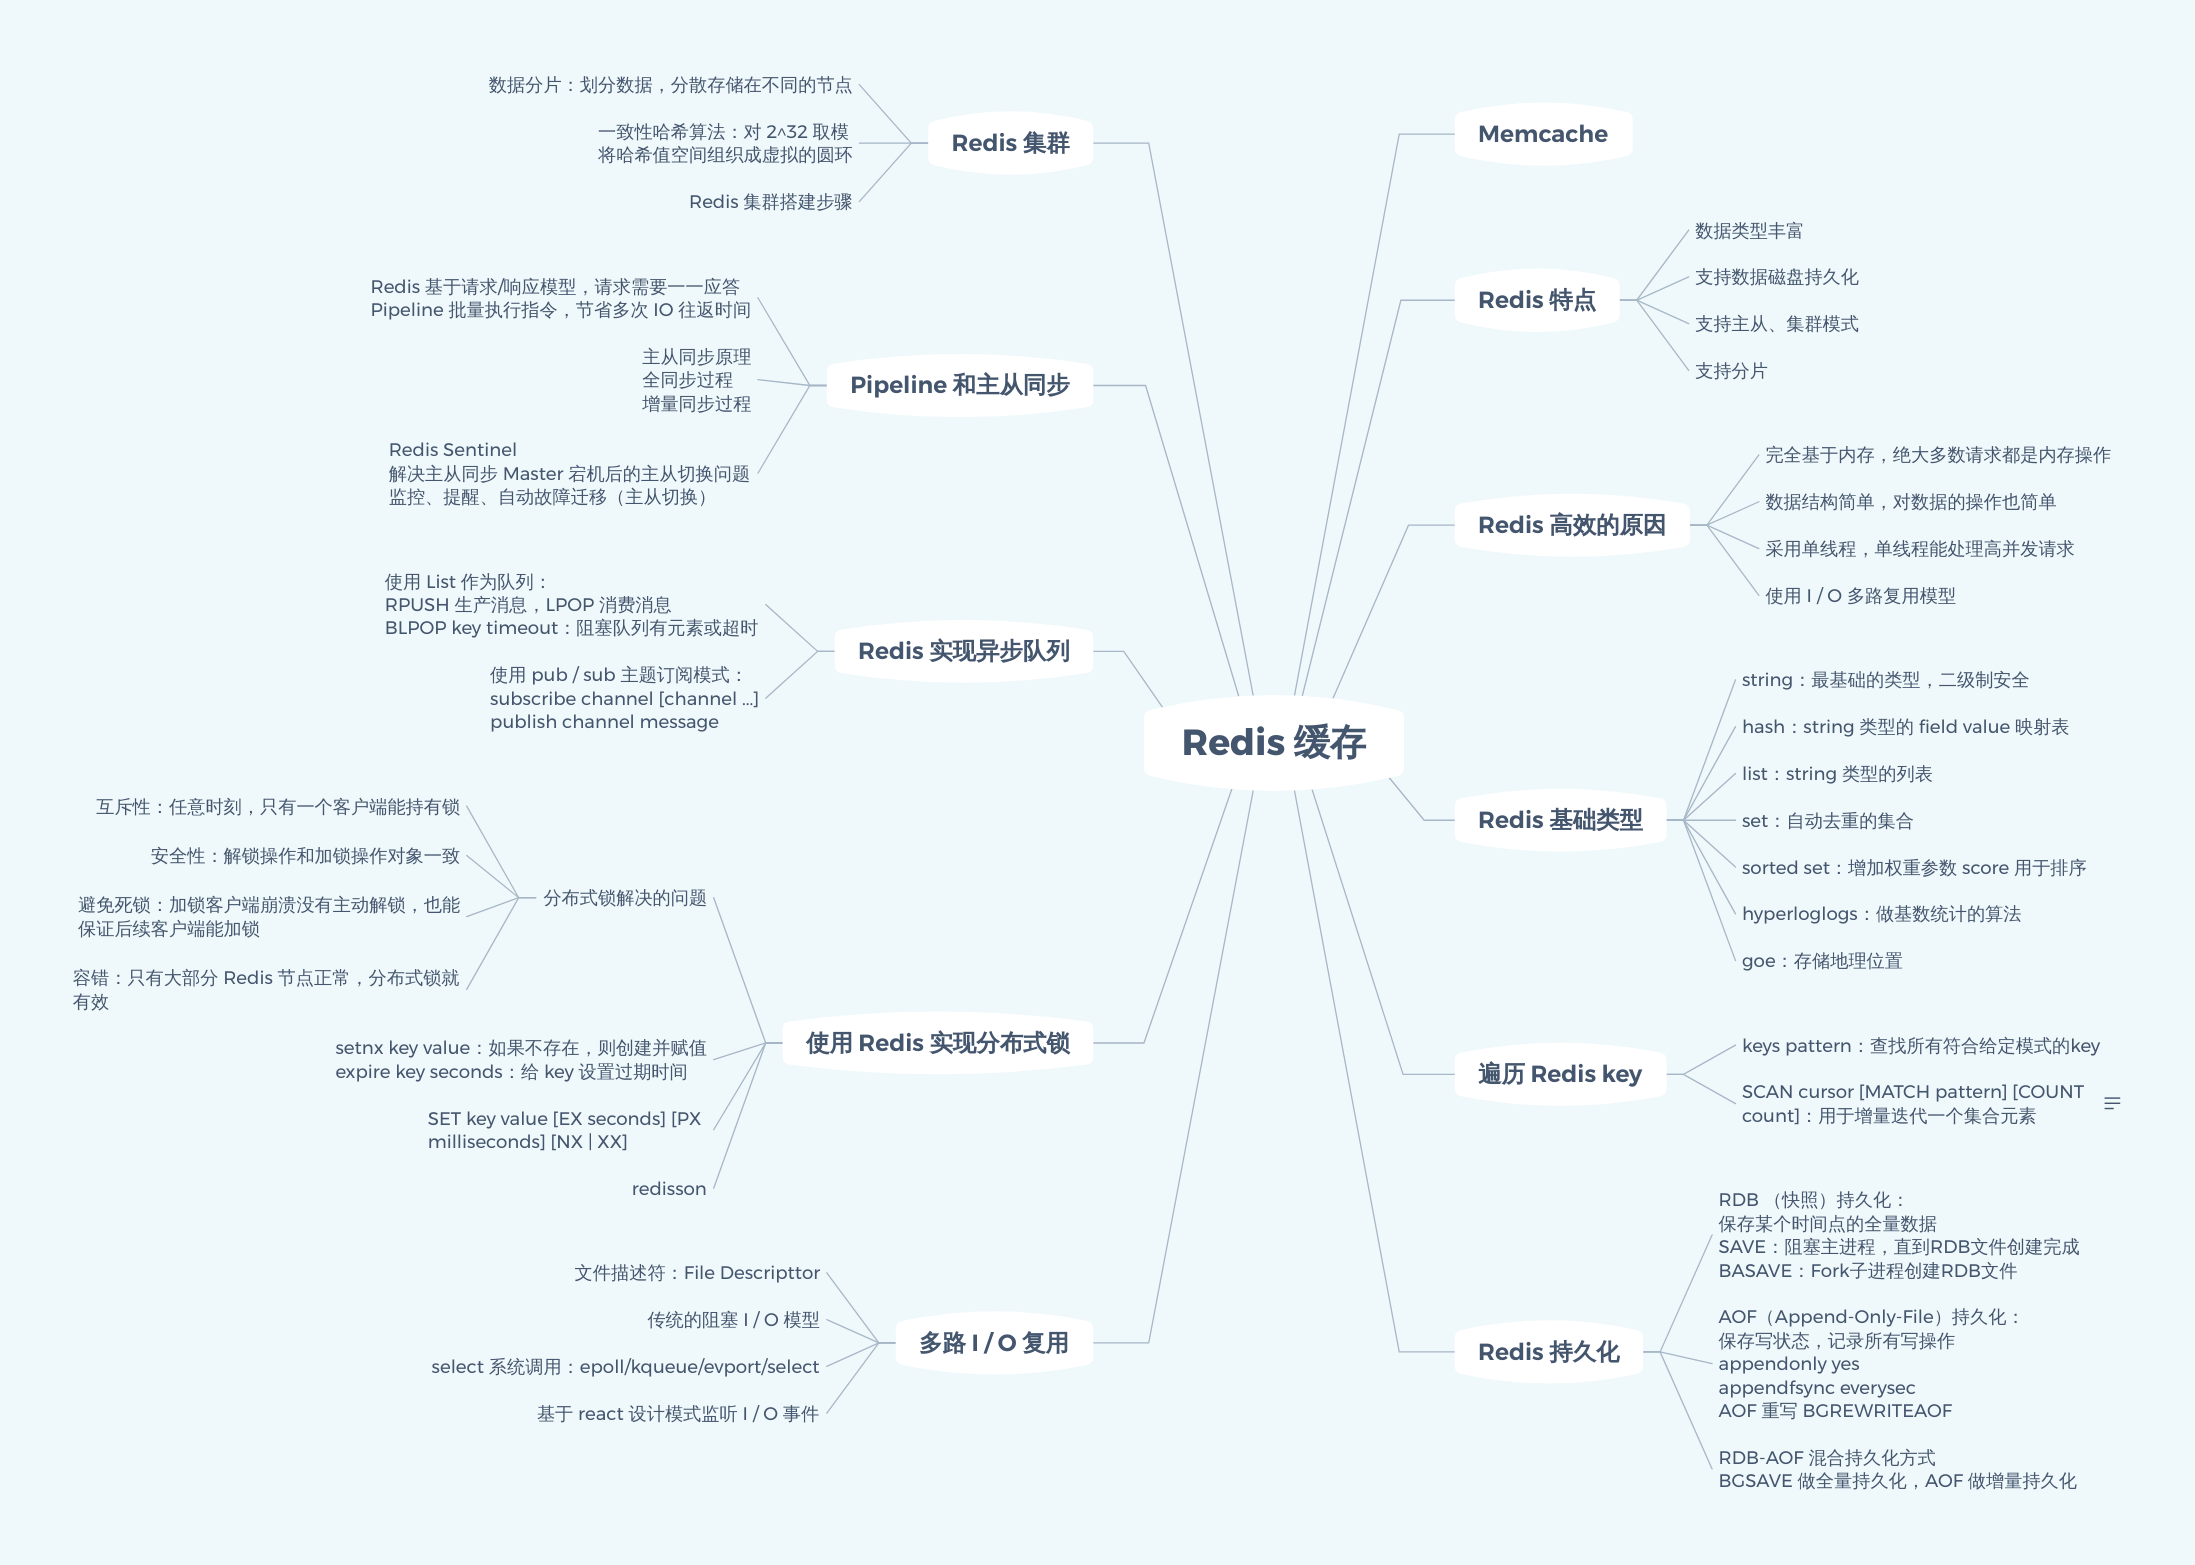 Redis 缓存
Memcache
Redis 特点
数据类型丰富
支持数据磁盘持久化
支持主从、集群模式
支持分片
Redis 高效的原因
完全基于内存，绝大多数请求都是内存操作
数据结构简单，对数据的操作也简单
采用单线程，单线程能处理高并发请求
使用 I / O 多路复用模型
Redis 基础类型
string：最基础的类型，二级制安全
hash：string 类型的 field value 映射表
list：string 类型的列表
set：自动去重的集合
sorted set：增加权重参数 score 用于排序
hyperloglogs：做基数统计的算法
goe：存储地理位置
遍历 Redis key
keys pattern：查找所有符合给定模式的key
SCAN cursor [MATCH pattern] [COUNT
count]：用于增量迭代一个集合元素
Redis 持久化
RDB （快照）持久化：
保存某个时间点的全量数据
SAVE：阻塞主进程，直到RDB文件创建完成
BASAVE：Fork子进程创建RDB文件
AOF（Append-Only-File）持久化：
保存写状态，记录所有写操作
appendonly yes
appendfsync everysec
AOF 重写 BGREWRITEAOF
RDB-AOF 混合持久化方式
BGSAVE 做全量持久化，AOF 做增量持久化
Redis 集群
数据分片：划分数据，分散存储在不同的节点
一致性哈希算法：对 2^32 取模
将哈希值空间组织成虚拟的圆环
Redis 集群搭建步骤
Pipeline 和主从同步
Redis 基于请求/响应模型，请求需要一一应答
Pipeline 批量执行指令，节省多次 IO 往返时间
主从同步原理
全同步过程
增量同步过程
Redis Sentinel
解决主从同步 Master 宕机后的主从切换问题
监控、提醒、自动故障迁移（主从切换）
Redis 实现异步队列
使用 List 作为队列：
RPUSH 生产消息，LPOP 消费消息
BLPOP key timeout：阻塞队列有元素或超时
使用 pub / sub 主题订阅模式：
subscribe channel [channel ...]
publish channel message
使用 Redis 实现分布式锁
分布式锁解决的问题
互斥性：任意时刻，只有一个客户端能持有锁
安全性：解锁操作和加锁操作对象一致
避免死锁：加锁客户端崩溃没有主动解锁，也能
保证后续客户端能加锁
容错：只有大部分 Redis 节点正常，分布式锁就
有效
setnx key value：如果不存在，则创建并赋值
expire key seconds：给 key 设置过期时间
SET key value [EX seconds] [PX
milliseconds] [NX | XX]
redisson
多路 I / O 复用
文件描述符：File Descripttor
传统的阻塞 I / O 模型
select 系统调用：epoll/kqueue/evport/select
基于 react 设计模式监听 I / O 事件